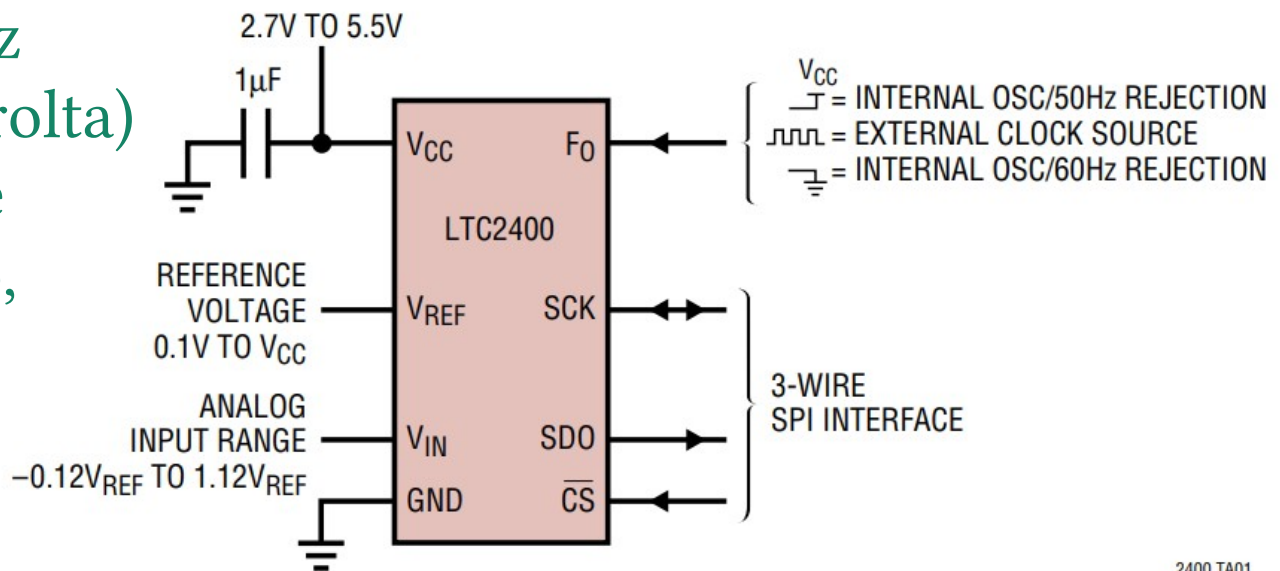 z
rolta)
e
,
2.7V TO 5.5V
1µF
VCC
FO
LTC2400
REFERENCE
VOLTAGE
0.1V TO VCC
VREF
SCK
ANALOG
INPUT RANGE
–0.12VREF TO 1.12VREF
VIN
SDO
GND
CS
VCC
= INTERNAL OSC/50Hz REJECTION
= EXTERNAL CLOCK SOURCE
= INTERNAL OSC/60Hz REJECTION
3-WIRE
SPI INTERFACE
2400 TA01